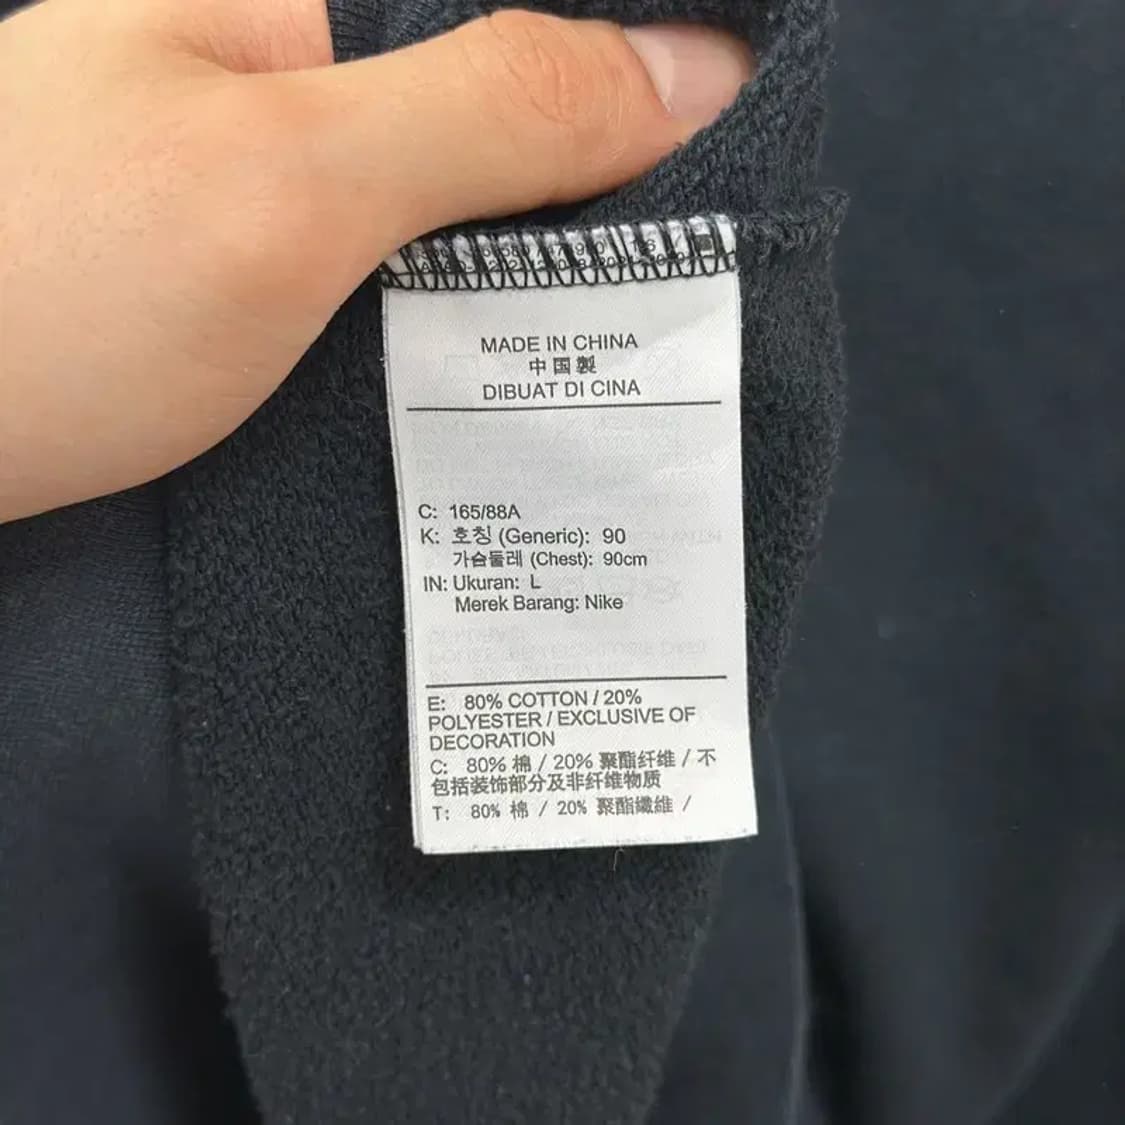 MADE IN CHINA
中国製
DIBUAT DI CINA
C: 165/88A
K: 호칭 (Generic): 90
가슴둘레 (Chest): 90cm
IN: Ukuran: L
Merek Barang: Nike
E: 80% COTTON / 20%
POLYESTER / EXCLUSIVE OF
DECORATION
C: 80% 棉 / 20% 聚酯纤维 / 不
包括装饰部分及非纤维物质
T: 80% 棉 / 20% 聚酯纖維 /